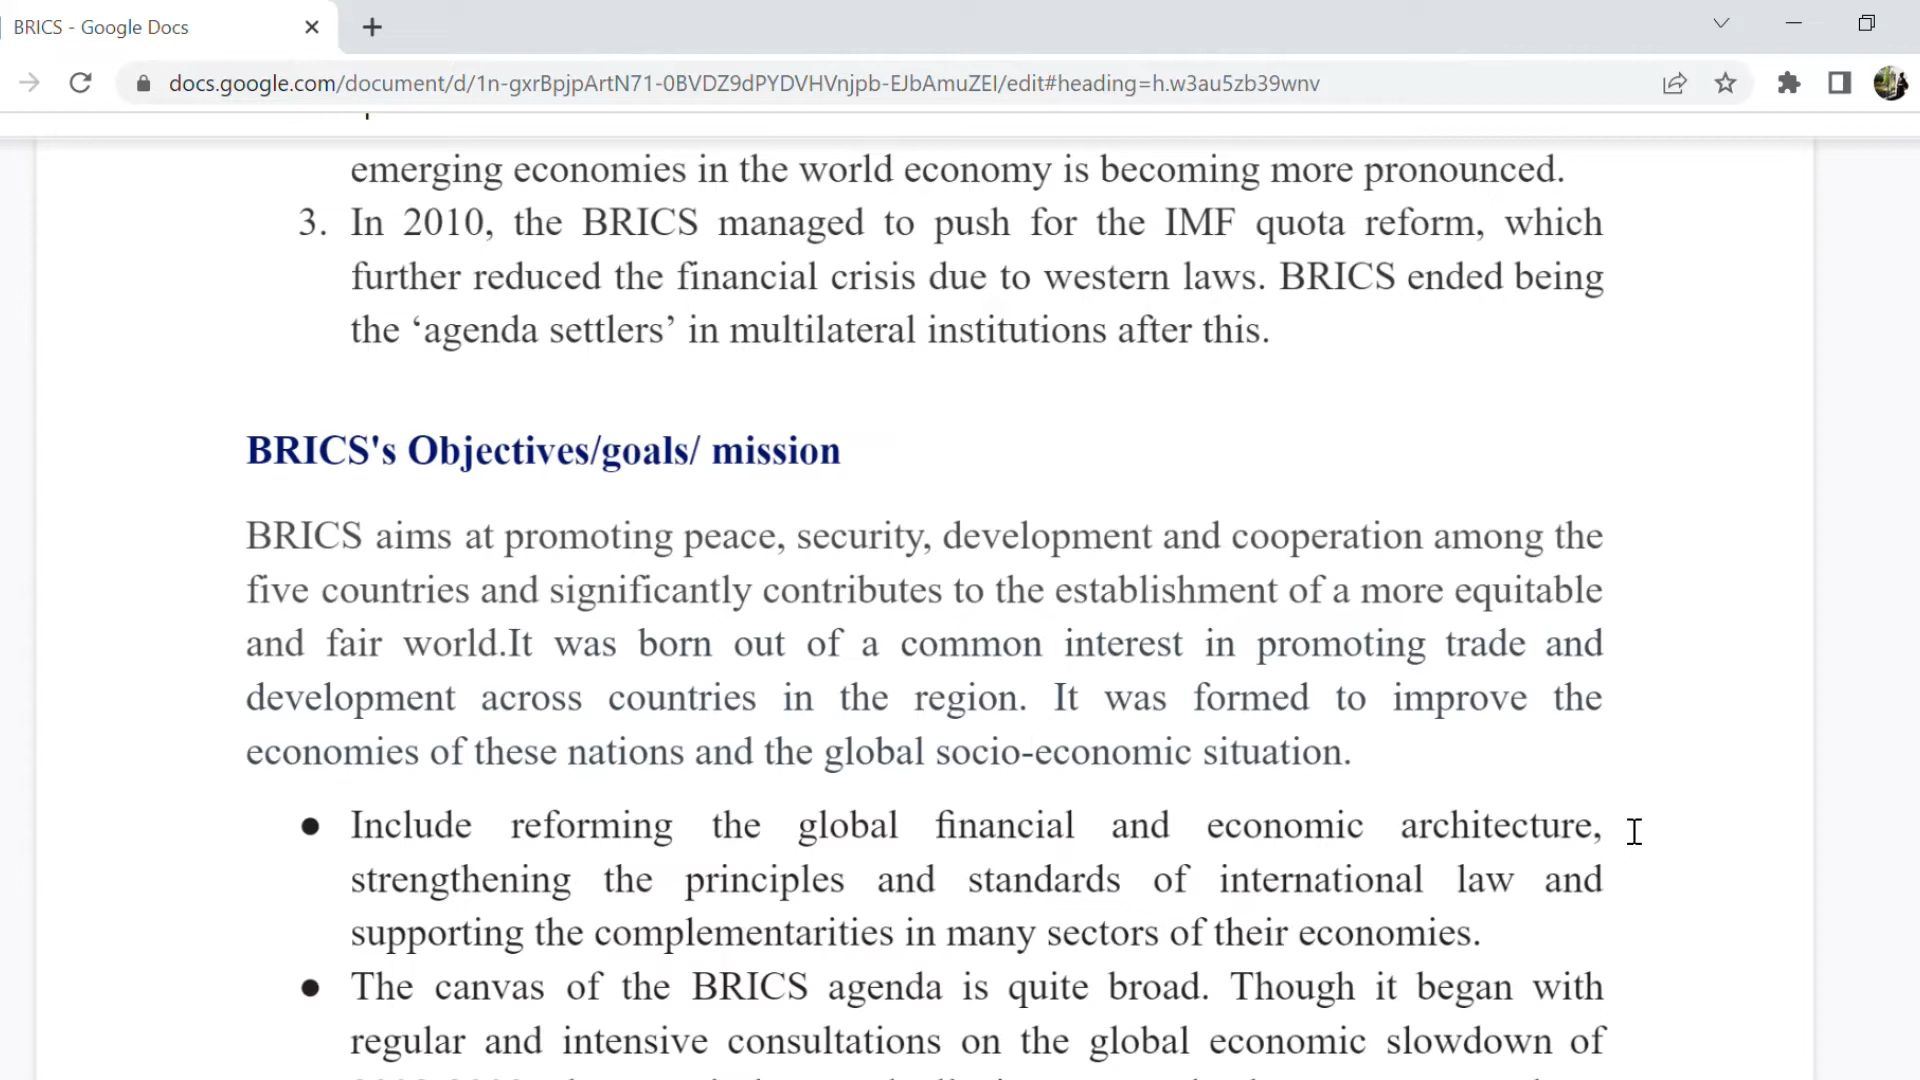 BRICS - Google Docs
docs.google.com/document/d/1n-gxrBpjpArtN71-0BVDZ9dPYDVHVnjpb-EJbAmuZEI/edit#heading=h.w3au5zb39wnv
emerging economies in the world economy is becoming more pronounced.
3. In 2010, the BRICS managed to push for the IMF quota reform, which
further reduced the financial crisis due to western laws. BRICS ended being
the ‘agenda settlers’ in multilateral institutions after this.
BRICS's Objectives/goals/ mission
BRICS aims at promoting peace, security, development and cooperation among the
five countries and significantly contributes to the establishment of a more equitable
and fair world.It was born out of a common interest in promoting trade and
development across countries in the region. It was formed to improve the
economies of these nations and the global socio-economic situation.
● Include reforming the global financial and economic architecture,
strengthening the principles and standards of international law and
supporting the complementarities in many sectors of their economies.
● The canvas of the BRICS agenda is quite broad. Though it began with
regular and intensive consultations on the global economic slowdown of